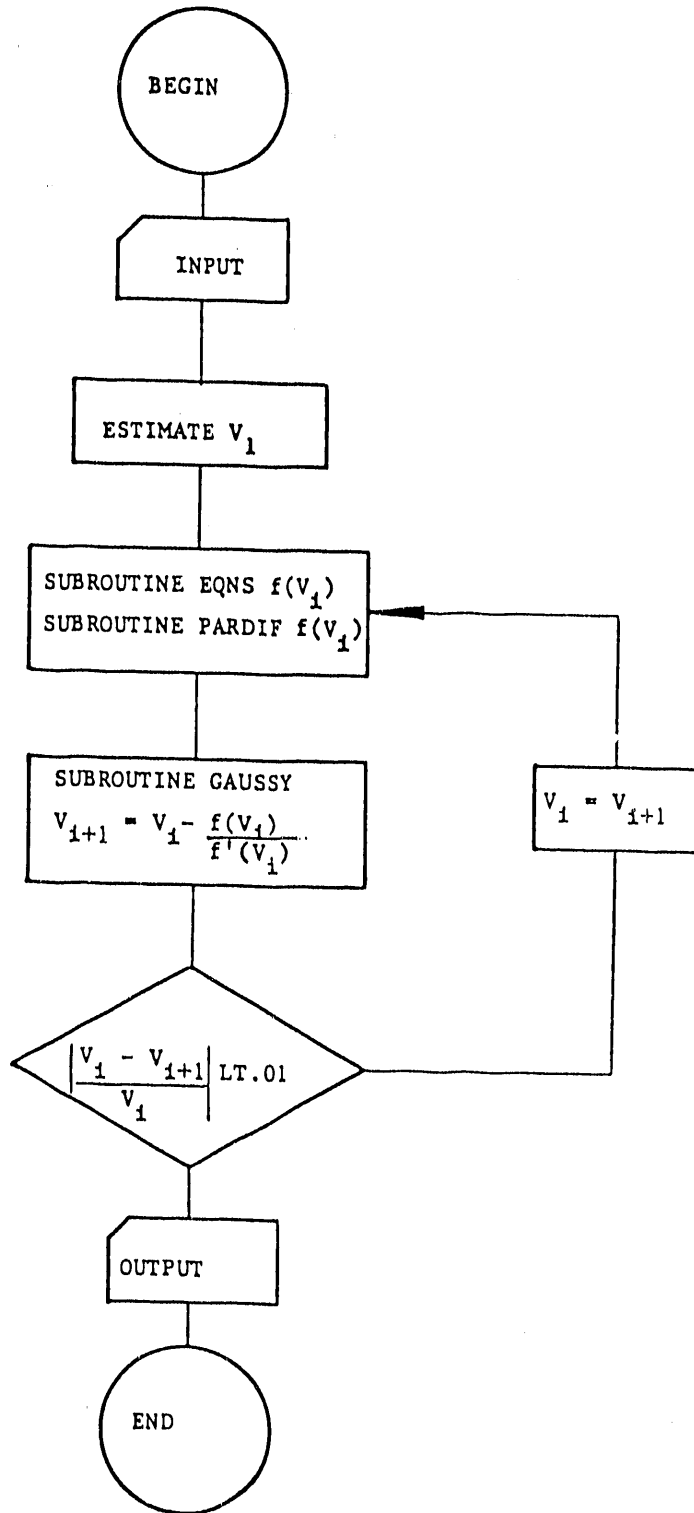 BEGIN
INPUT
ESTIMATE V₁
SUBROUTINE EQNS f(Vᵢ)
SUBROUTINE PARDIF f(Vᵢ)
SUBROUTINE GAUSSY
Vᵢ₊₁ = Vᵢ - f(Vᵢ)
f'(Vᵢ)
Vᵢ = Vᵢ₊₁
|Vᵢ - Vᵢ₊₁| LT.01
Vᵢ
OUTPUT
END